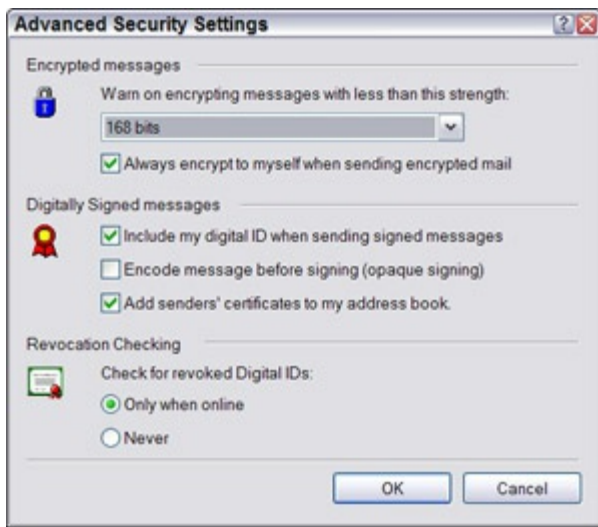 Advanced Security Settings
Encrypted messages
Warn on encrypting messages with less than this strength:
168 bits
Always encrypt to myself when sending encrypted mail
Digitally Signed messages
Include my digital ID when sending signed messages
Encode message before signing (opaque signing)
Add senders' certificates to my address book.
Revocation Checking
Check for revoked Digital IDs:
Only when online
Never
OK Cancel